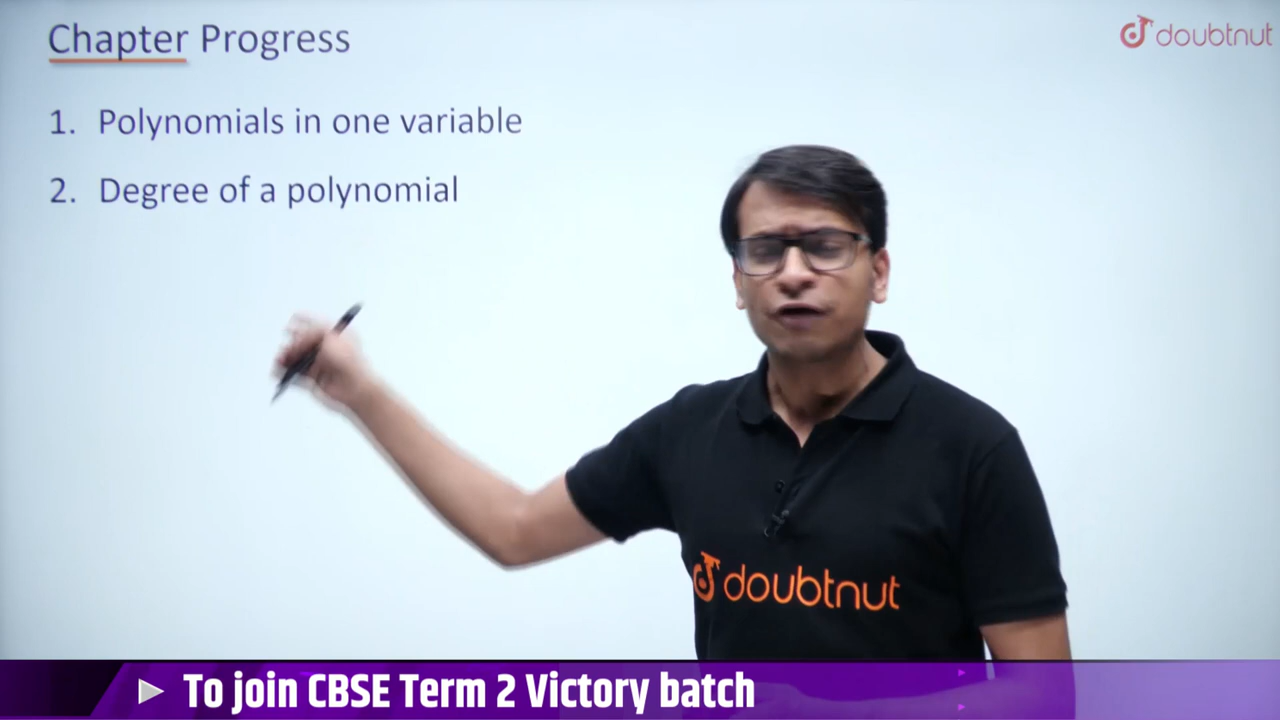 Chapter Progress
doubtnut
1. Polynomials in one variable
2. Degree of a polynomial
doubtnut
To join CBSE Term 2 Victory batch